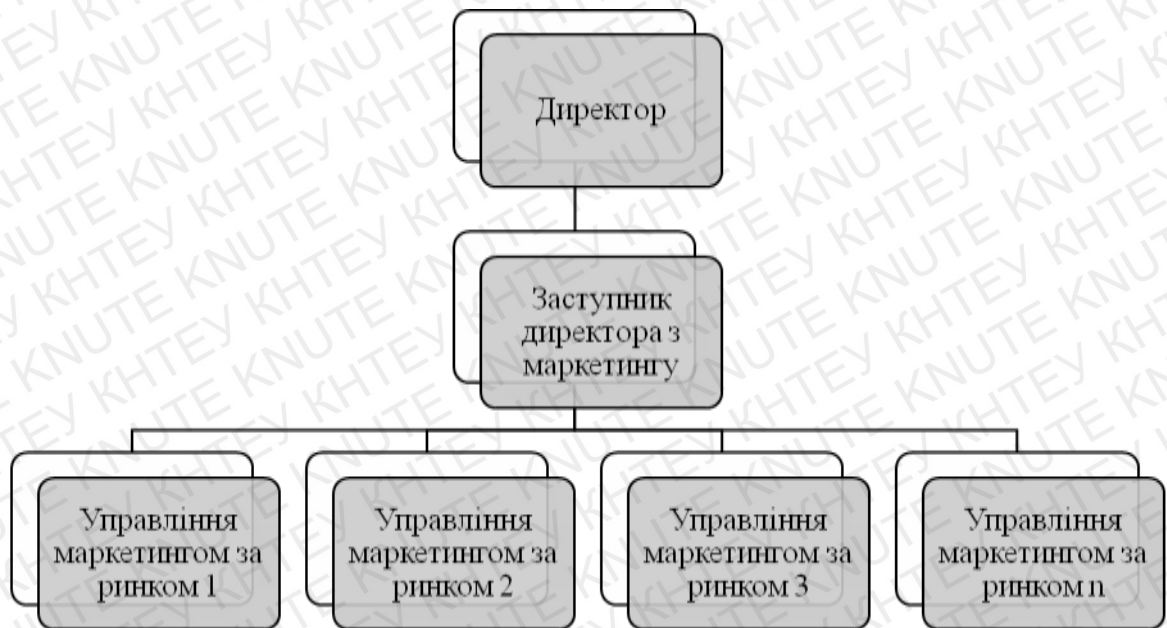 Директор
Заступник
директора з
маркетингу
Управління
маркетингом за
ринком 1
Управління
маркетингом за
ринком 2
Управління
маркетингом за
ринком 3
Управління
маркетингом за
ринком n